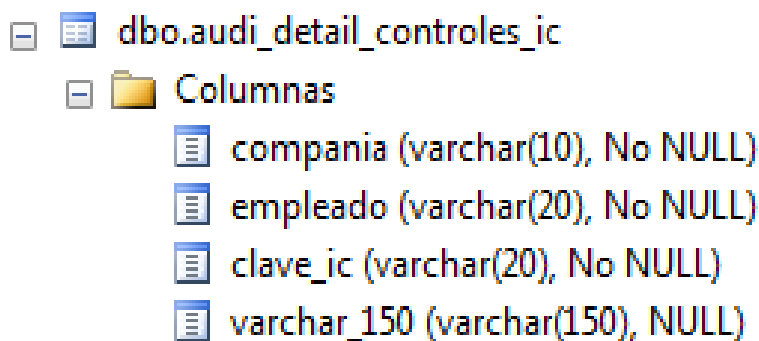 dbo.audi_detail_controles_ic
Columnas
compania (varchar(10), No NULL)
empleado (varchar(20), No NULL)
clave_ic (varchar(20), No NULL)
varchar_150 (varchar(150), NULL)